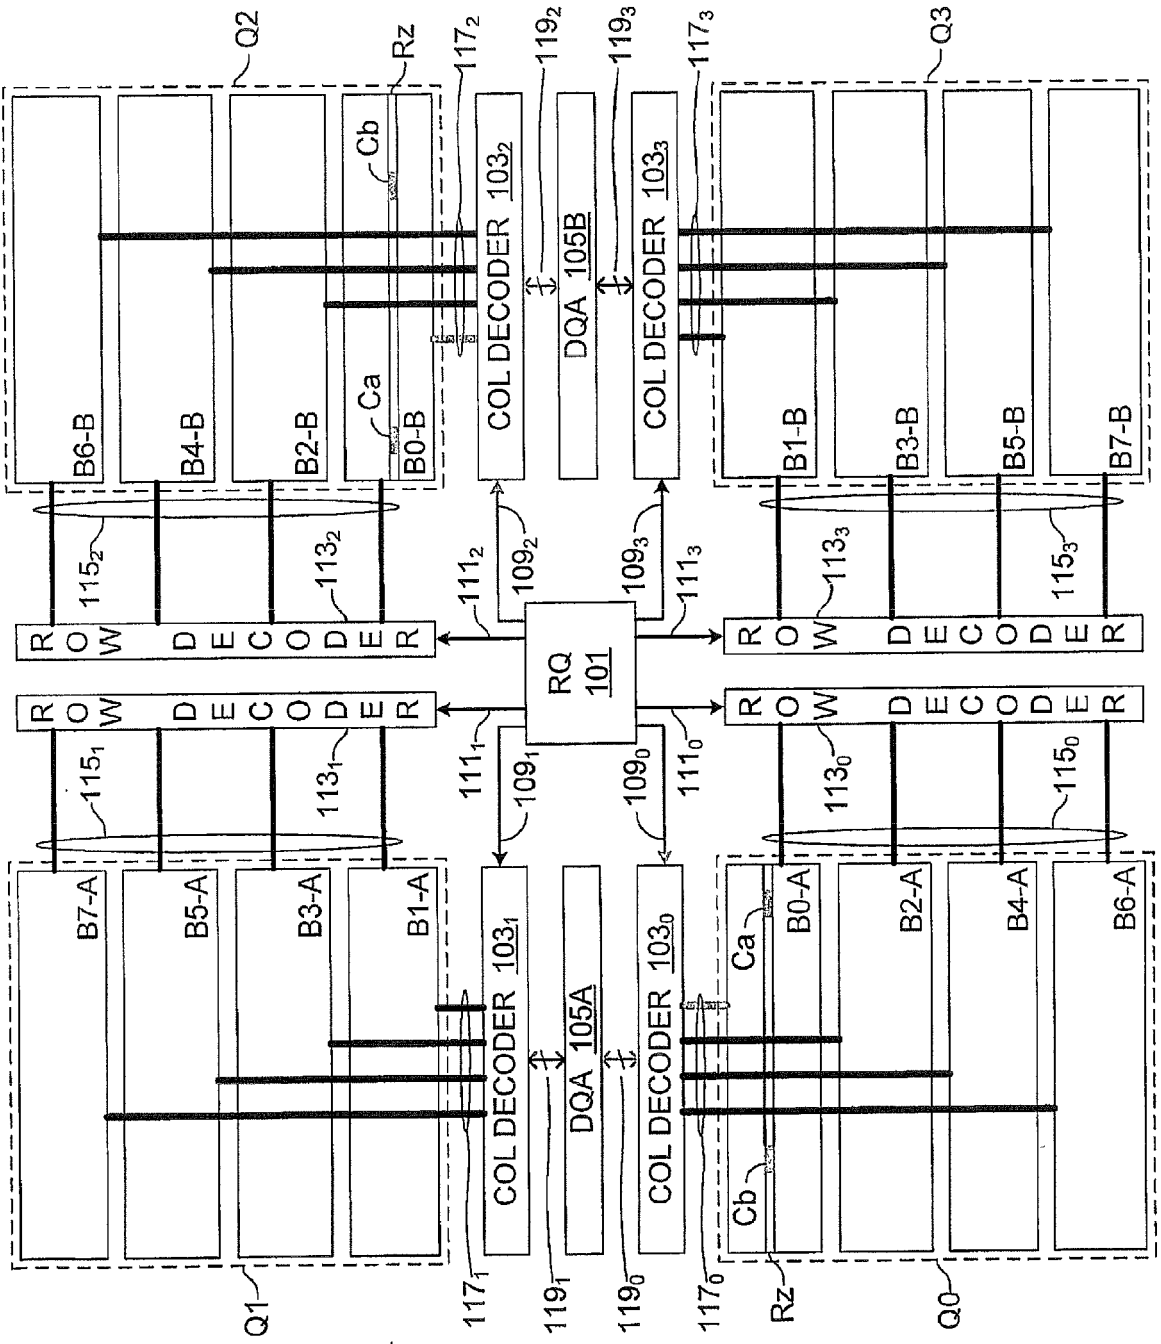 Q1
B7-A
B5-A
B3-A
B1-A
115₁
ROW DECODER
113₁
111₁
117₁
COL DECODER 103₁
109₁
119₁
DQA 105A
119₀
COL DECODER 103₀
109₀
117₀
Q2
B6-B
B4-B
B2-B
B0-B
Ca
Cb
Rz
115₂
ROW DECODER
113₂
111₂
117₂
COL DECODER 103₂
109₂
119₂
DQA 105B
119₃
COL DECODER 103₃
109₃
117₃
RQ
101
111₀
111₃
Rz
Cb
Ca
B0-A
B2-A
B4-A
B6-A
Q0
ROW DECODER
113₀
115₀
B1-B
B3-B
B5-B
B7-B
Q3
ROW DECODER
113₃
115₃